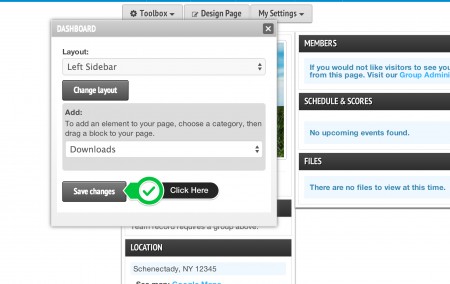 Toolbox
Design Page
My Settings
DASHBOARD
Layout:
Left Sidebar
Change layout
Add:
To add an element to your page, choose a category, then
drag a block to your page.
Downloads
Save changes
Click Here
Team record requires a group above.
LOCATION
Schenectady, NY 12345
See map: Google Maps
MEMBERS
If you would not like visitors to see you
from this page. Visit our Group Admini
SCHEDULE & SCORES
No upcoming events found.
FILES
There are no files to view at this time.